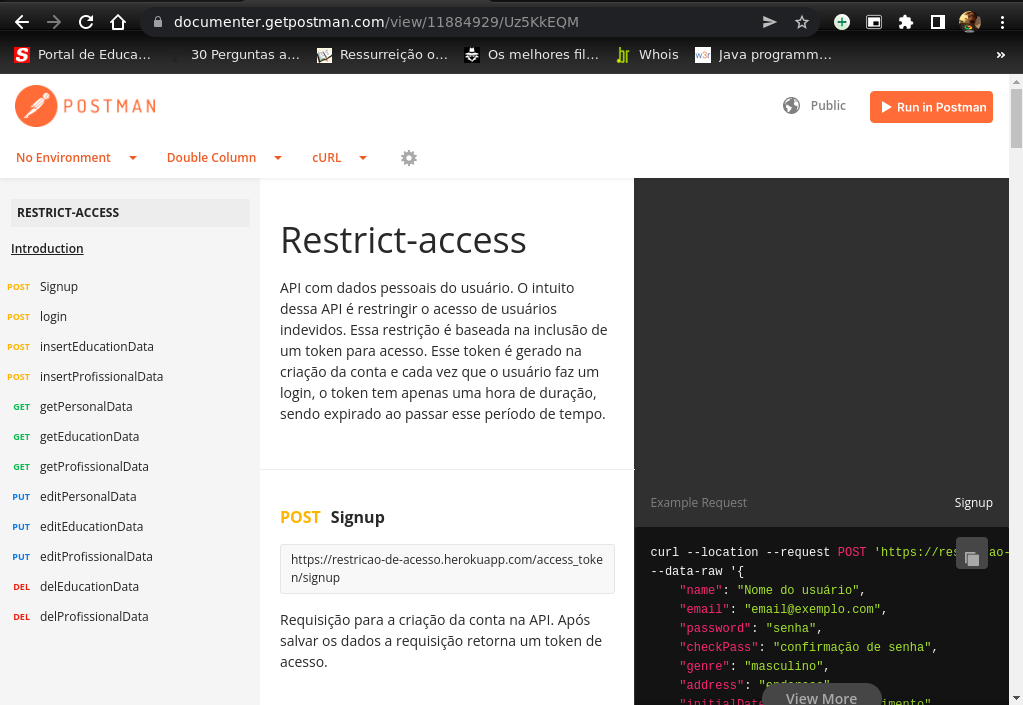 documenter.getpostman.com/view/11884929/Uz5KkEQM
Portal de Educa… 30 Perguntas a… Ressurreição o… Os melhores fil… Whois Java programm… »
POSTMAN
Public
Run in Postman
No Environment
Double Column
cURL
RESTRICT-ACCESS
Introduction
POST Signup
POST login
POST insertEducationData
POST insertProfissionalData
GET getPersonalData
GET getEducationData
GET getProfissionalData
PUT editPersonalData
PUT editEducationData
PUT editProfissionalData
DEL delEducationData
DEL delProfissionalData
Restrict-access
API com dados pessoais do usuário. O intuito
dessa API é restringir o acesso de usuários
indevidos. Essa restrição é baseada na inclusão de
um token para acesso. Esse token é gerado na
criação da conta e cada vez que o usuário faz um
login, o token tem apenas uma hora de duração,
sendo expirado ao passar esse período de tempo.
POST Signup
https://restricao-de-acesso.herokuapp.com/access_toke
n/signup
Requisição para a criação da conta na API. Após
salvar os dados a requisição retorna um token de
acesso.
Example Request
Signup
curl --location --request POST 'https://res
--data-raw '{
"name": "Nome do usuário",
"email": "email@exemplo.com",
"password": "senha",
"checkPass": "confirmação de senha",
"genre": "masculino",
"address": "endereço"
View More